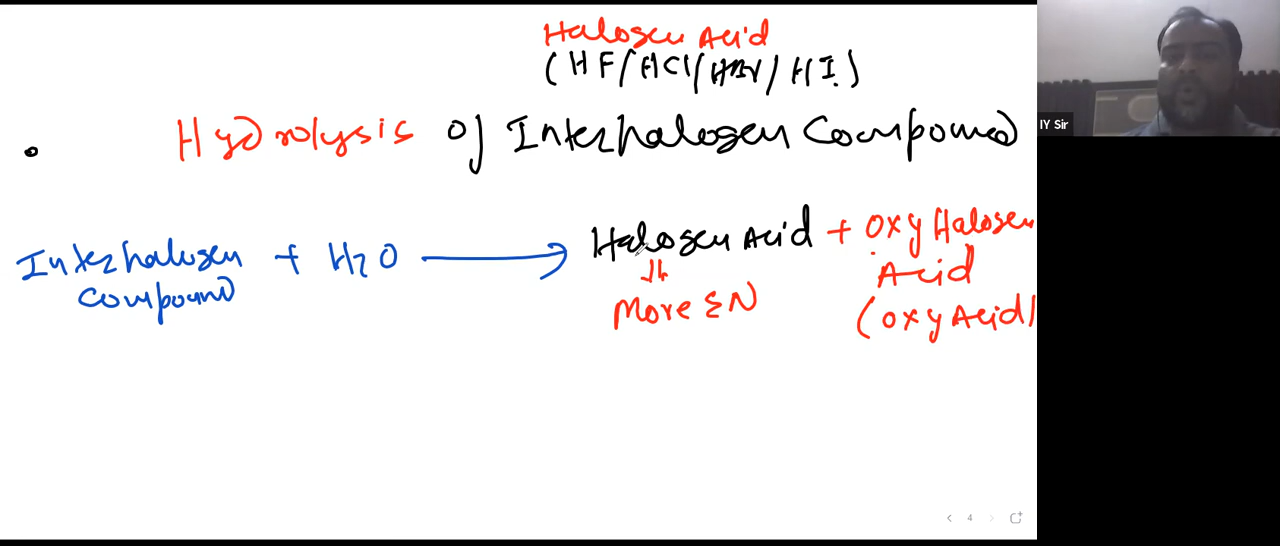 Halogen Acid
(HF/HCl/HBr/HI)
Hydrolysis of Interhalogen Compound
IY Sir
Interhalogen + H2O → Halogen Acid + Oxy Halogen
compound
Acid
More EN
(oxy Acid)
4